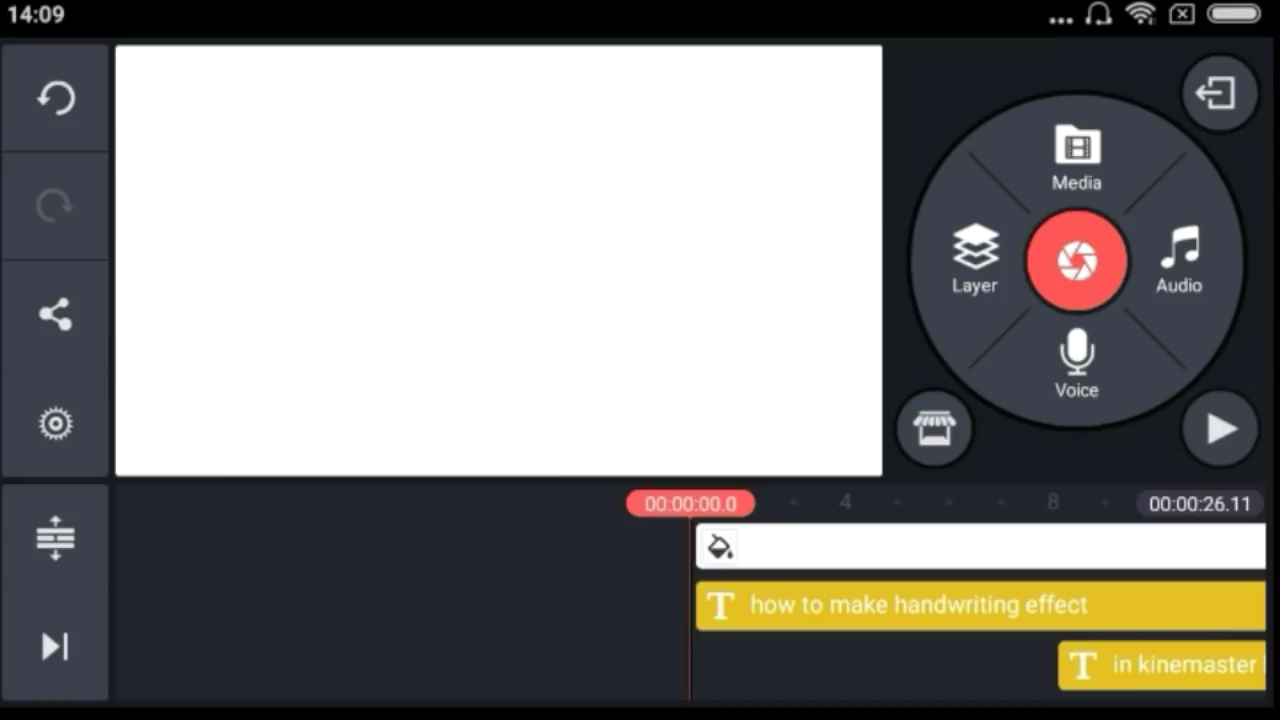 14:09
Media
Layer
Audio
Voice
00:00:00.0
4
8
00:00:26.11
T how to make handwriting effect
T in kinemaster